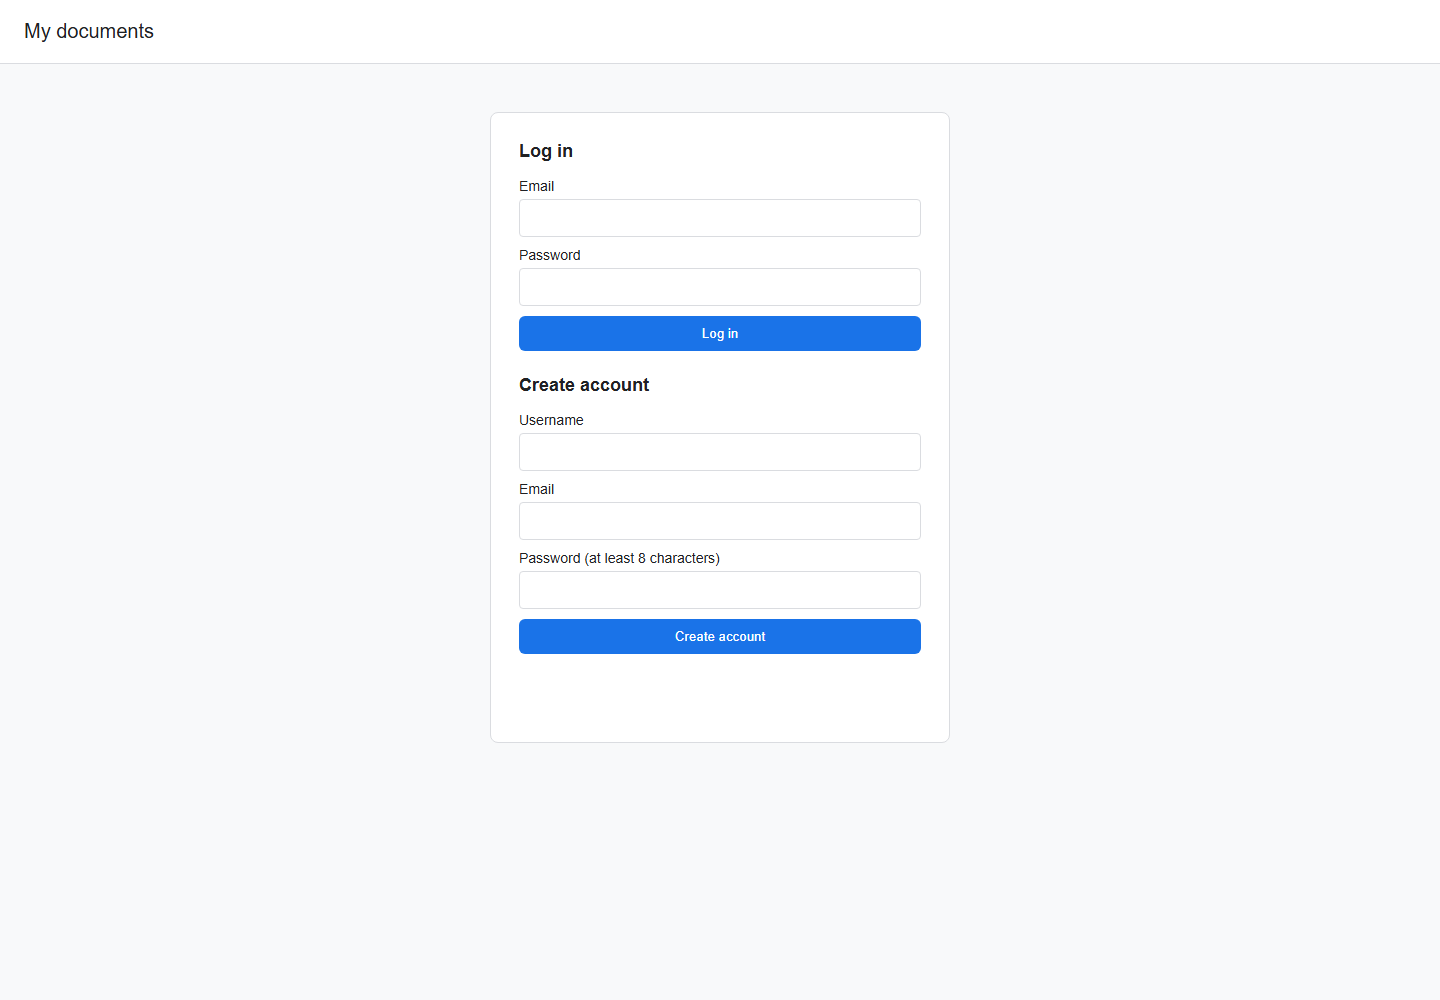 My documents
Log in
Email
Password
Log in
Create account
Username
Email
Password (at least 8 characters)
Create account